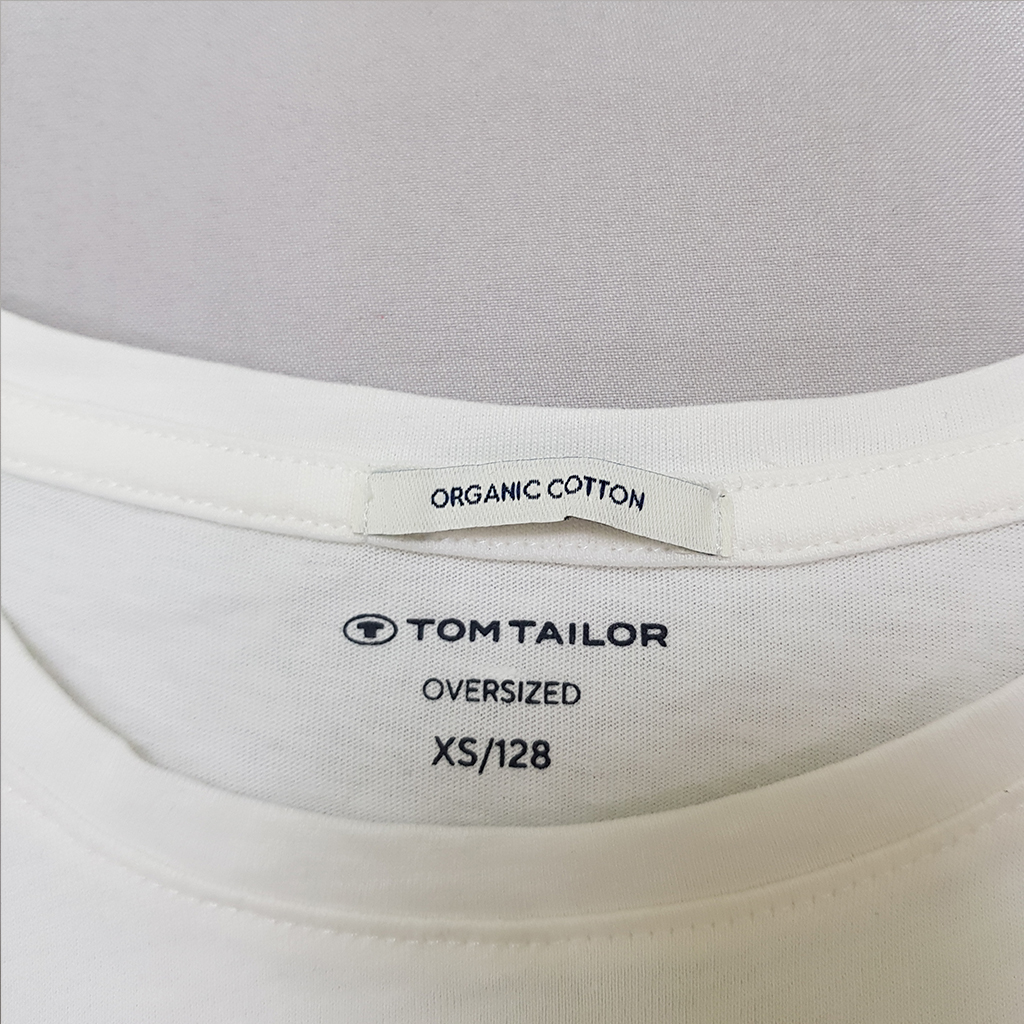 ORGANIC COTTON
TOM TAILOR
OVERSIZED
XS/128